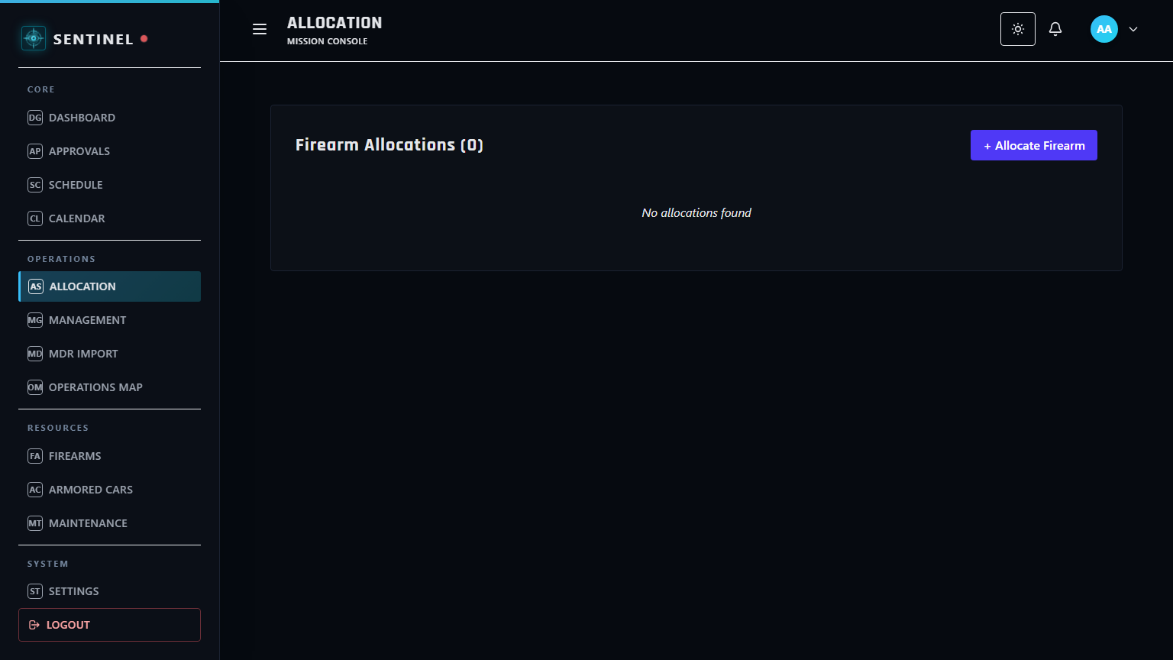 SENTINEL
CORE
DG DASHBOARD
AP APPROVALS
SC SCHEDULE
CL CALENDAR
OPERATIONS
AS ALLOCATION
MG MANAGEMENT
MD MDR IMPORT
OM OPERATIONS MAP
RESOURCES
FA FIREARMS
AC ARMORED CARS
MT MAINTENANCE
SYSTEM
ST SETTINGS
LOGOUT
ALLOCATION
MISSION CONSOLE
AA
Firearm Allocations (0)
+ Allocate Firearm
No allocations found